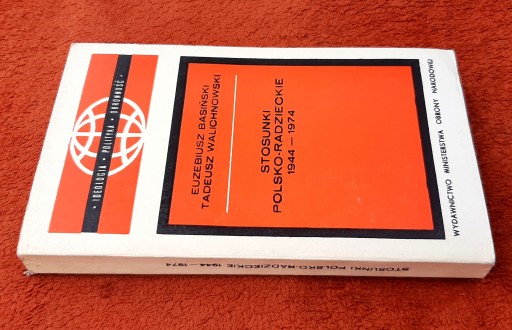 • IDEOLOGIA • POLITYKA • OBRONNOŚĆ •
EUZEBIUSZ BASIŃSKI
TADEUSZ WALICHNOWSKI
STOSUNKI
POLSKO-RADZIECKIE
1944 – 1974
WYDAWNICTWO MINISTERSTWA OBRONY NARODOWEJ
STOSUNKI POLSKO-RADZIECKIE 1944 – 1974